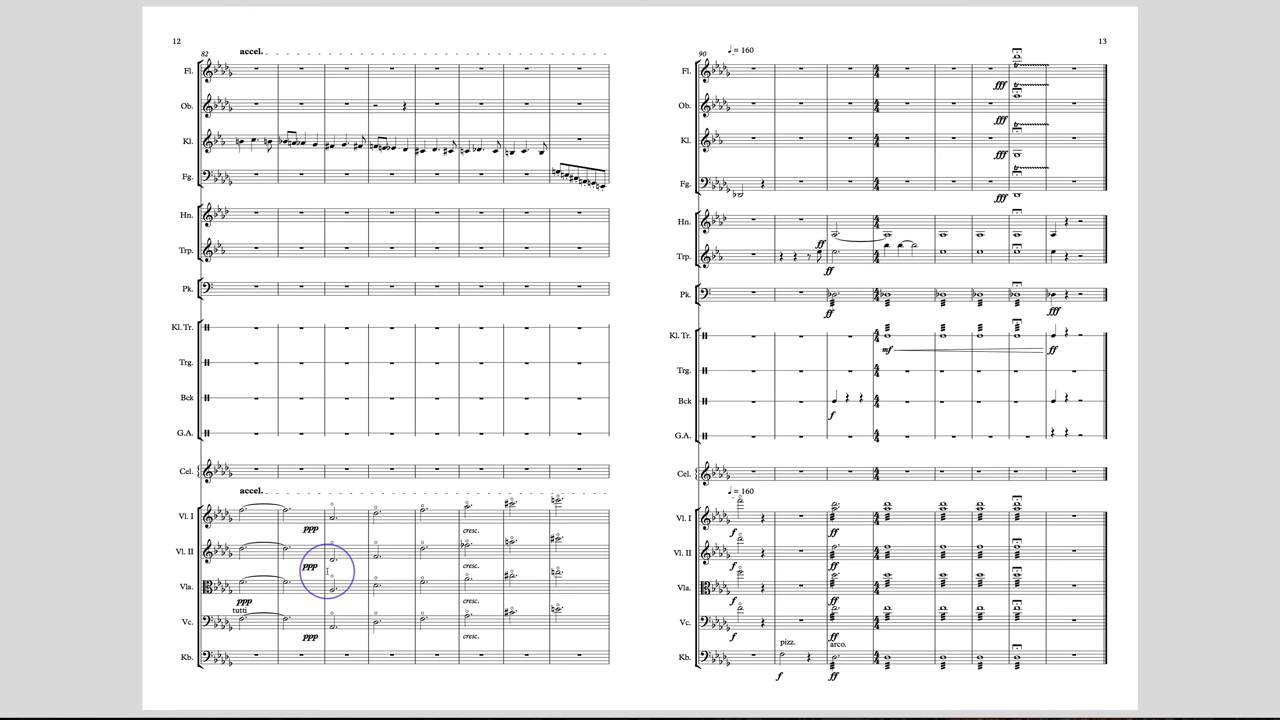 12
82
accel.
Fl.
Ob.
Kl.
Fg.
Hn.
Trp.
Pk.
Kl. Tr.
Trg.
Bck
G.A.
Cel.
accel.
Vl. I
ppp
cresc.
Vl. II
ppp
cresc.
Vla.
ppp
cresc.
tutti
Vc.
ppp
cresc.
Kb.
13
90
♩ = 160
Fl.
fff
Ob.
fff
Kl.
fff
Fg.
fff
Hn.
ff
Trp.
ff
Pk.
ff
fff
Kl. Tr.
mf
ff
Trg.
Bck
f
G.A.
Cel.
♩ = 160
Vl. I
f
ff
Vl. II
f
ff
Vla.
f
ff
Vc.
f
ff
pizz.
arco.
Kb.
f
ff